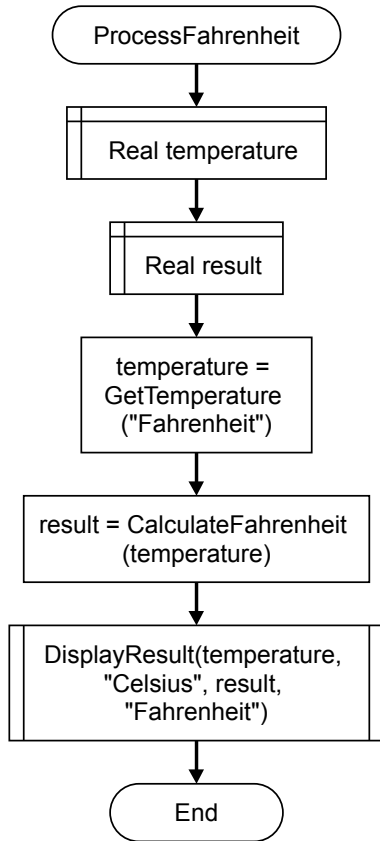 ProcessFahrenheit
Real temperature
Real result
temperature =
GetTemperature
("Fahrenheit")
result = CalculateFahrenheit
(temperature)
DisplayResult(temperature,
"Celsius", result,
"Fahrenheit")
End